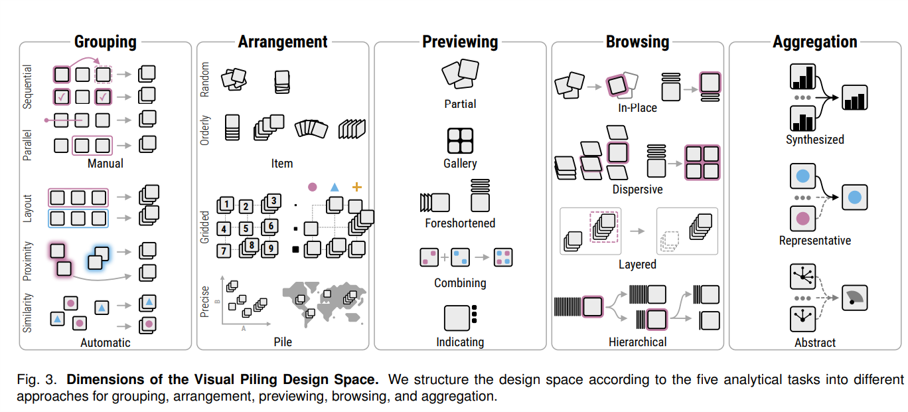 Grouping
Arrangement
Previewing
Browsing
Aggregation
Sequential
Parallel
Manual
Layout
Proximity
Similarity
Automatic
Random
Orderly
Item
Gridded
1 2 3
4 5 6
7 8 9
Precise
B
A
Pile
Partial
Gallery
Foreshortened
Combining
Indicating
In-Place
Dispersive
Layered
Hierarchical
Synthesized
Representative
Abstract
Fig. 3. Dimensions of the Visual Piling Design Space. We structure the design space according to the five analytical tasks into different
approaches for grouping, arrangement, previewing, browsing, and aggregation.